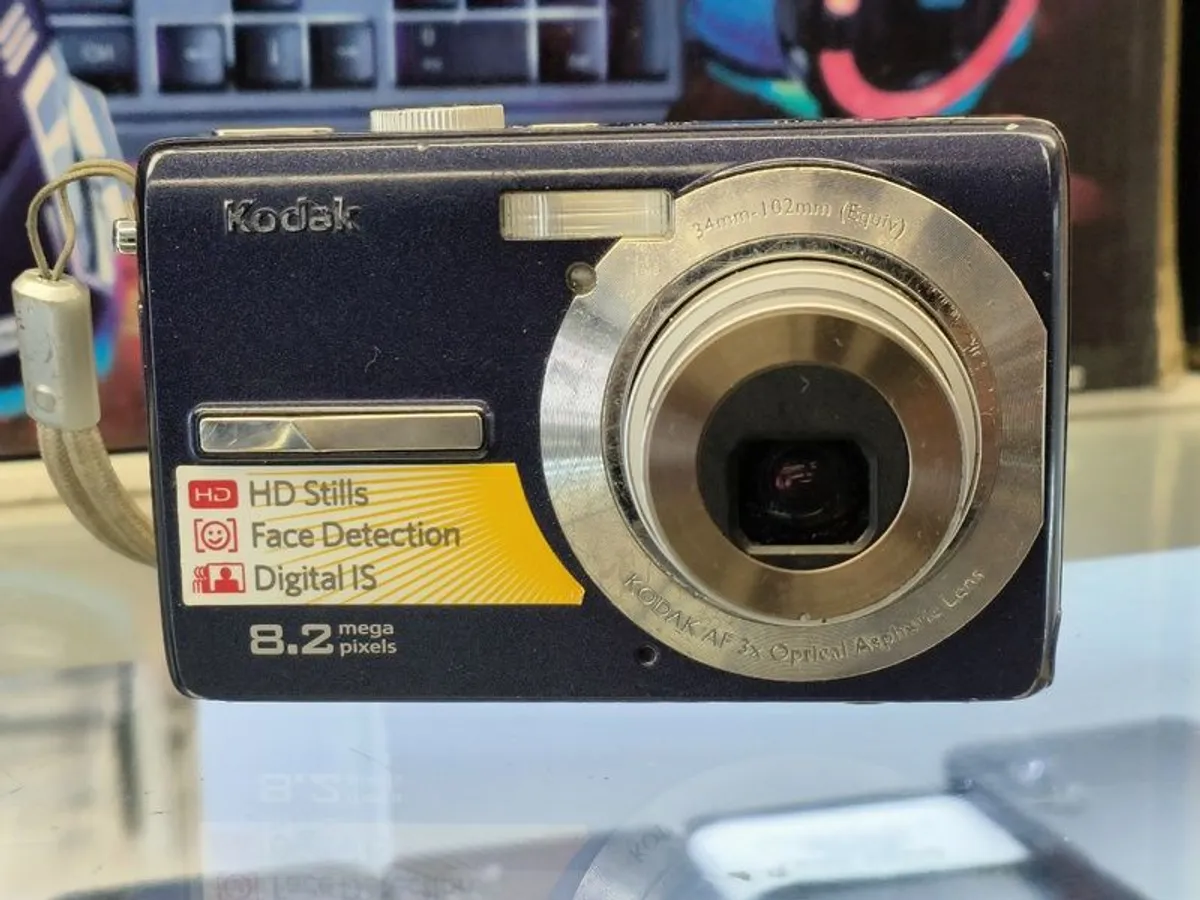 Kodak
34mm-102mm (Equiv)
HD HD Stills
Face Detection
Digital IS
8.2 mega pixels
KODAK AF 3x Optical Aspheric Lens